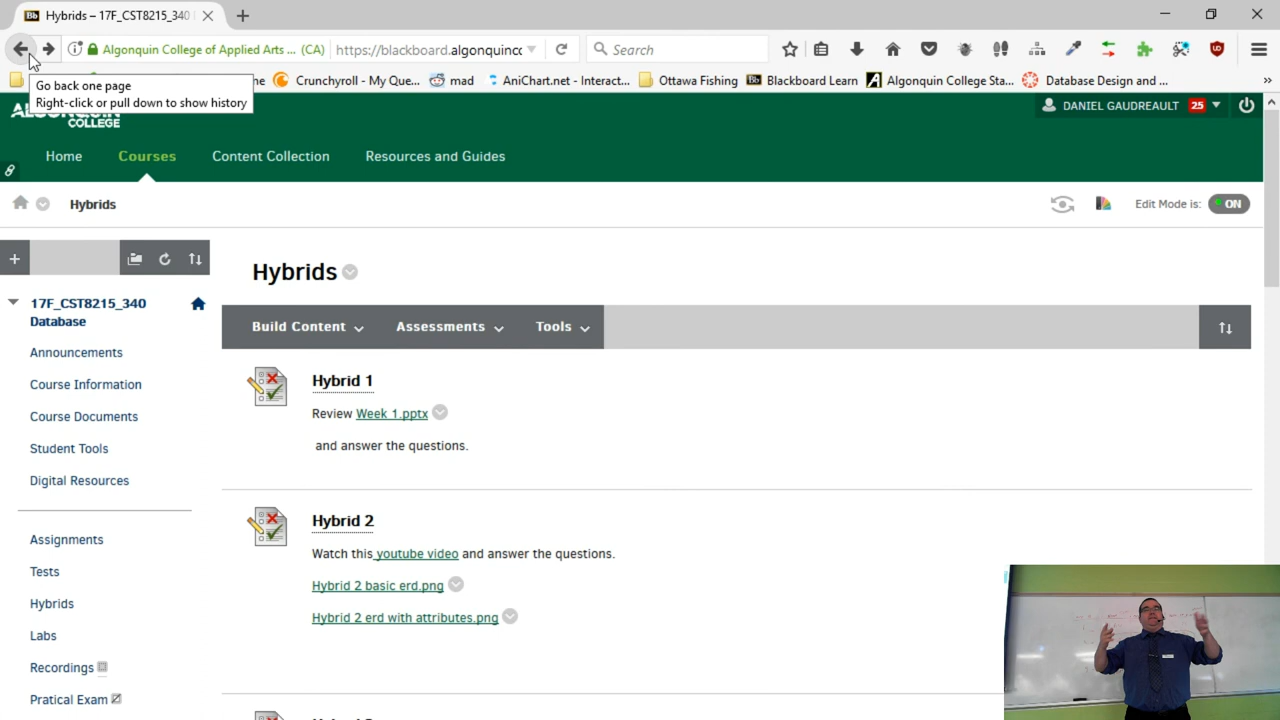 Hybrids – 17F_CST8215_340
Algonquin College of Applied Arts ... (CA)
https://blackboard.algonquincc
Search
ne
Crunchyroll - My Que...
mad
AniChart.net - Interact...
Ottawa Fishing
Blackboard Learn
Algonquin College Sta...
Database Design and ...
»
Go back one page
Right-click or pull down to show history
ALGONQUIN
COLLEGE
DANIEL GAUDREAULT 25
Home
Courses
Content Collection
Resources and Guides
Hybrids
Edit Mode is: ON
Hybrids
17F_CST8215_340
Database
Build Content
Assessments
Tools
Announcements
Course Information
Course Documents
Student Tools
Digital Resources
Assignments
Tests
Hybrids
Labs
Recordings
Pratical Exam
Hybrid 1
Review Week 1.pptx
and answer the questions.
Hybrid 2
Watch this youtube video and answer the questions.
Hybrid 2 basic erd.png
Hybrid 2 erd with attributes.png